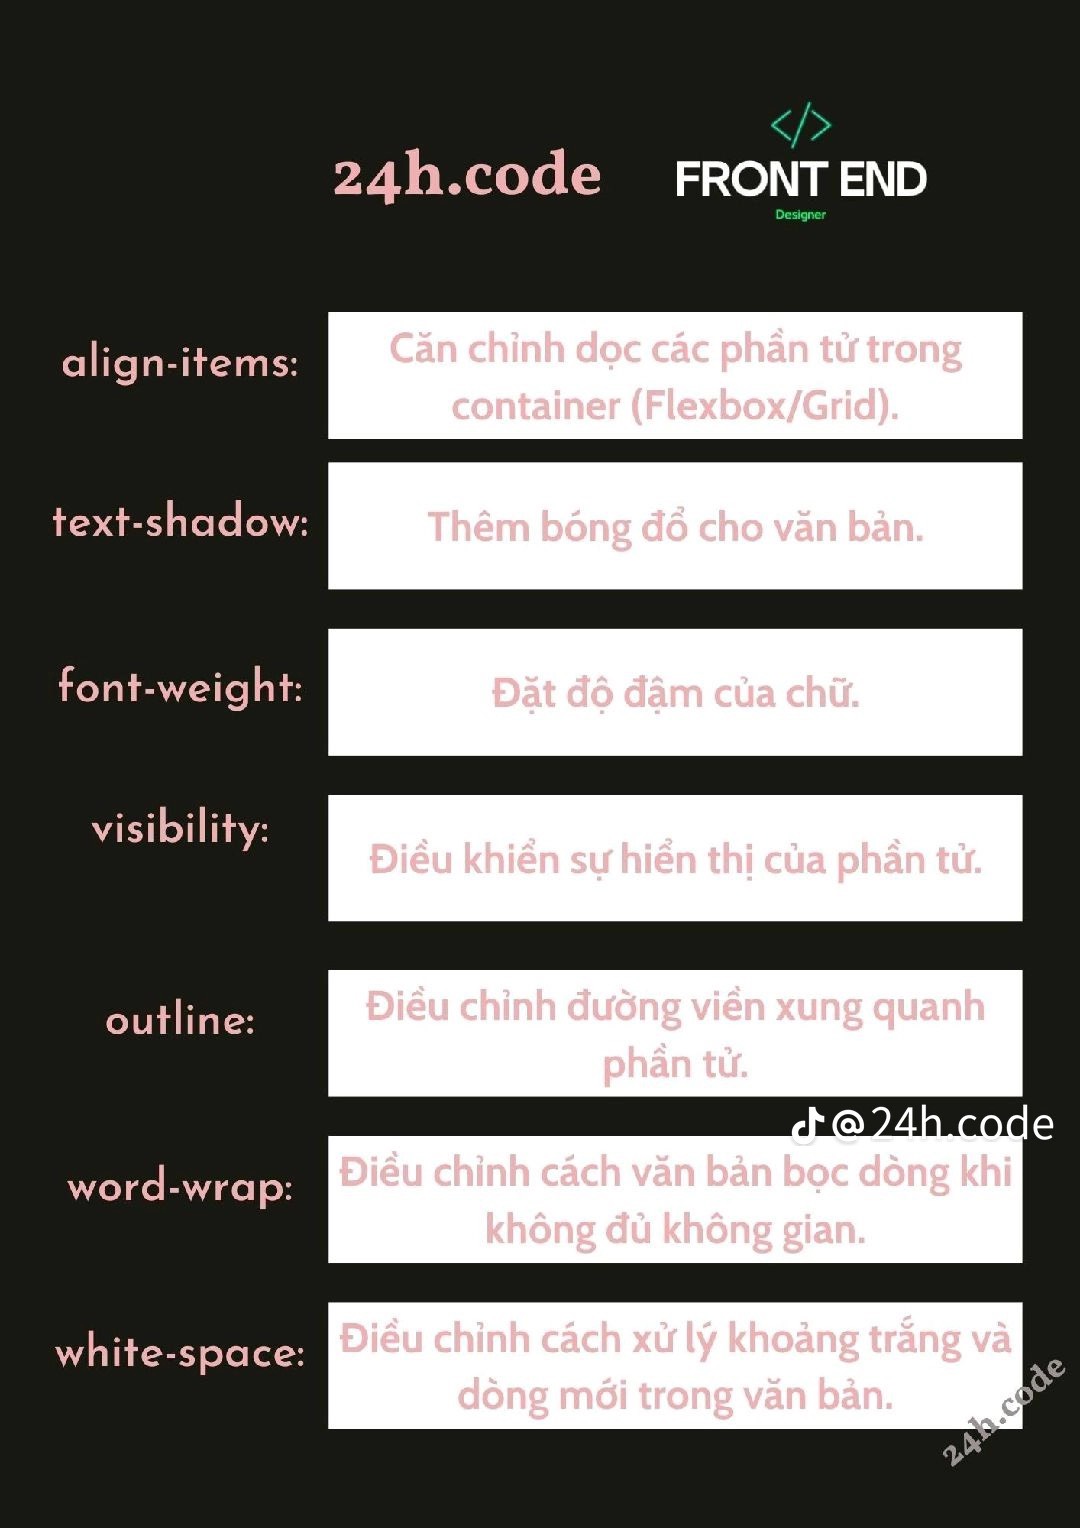 24h.code
</>
FRONT END
Designer
align-items:
Căn chỉnh dọc các phần tử trong
container (Flexbox/Grid).
text-shadow:
Thêm bóng đổ cho văn bản.
font-weight:
Đặt độ đậm của chữ.
visibility:
Điều khiển sự hiển thị của phần tử.
outline:
Điều chỉnh đường viền xung quanh
phần tử.
@24h.code
word-wrap:
Điều chỉnh cách văn bản bọc dòng khi
không đủ không gian.
white-space:
Điều chỉnh cách xử lý khoảng trắng và
dòng mới trong văn bản.
24h.code